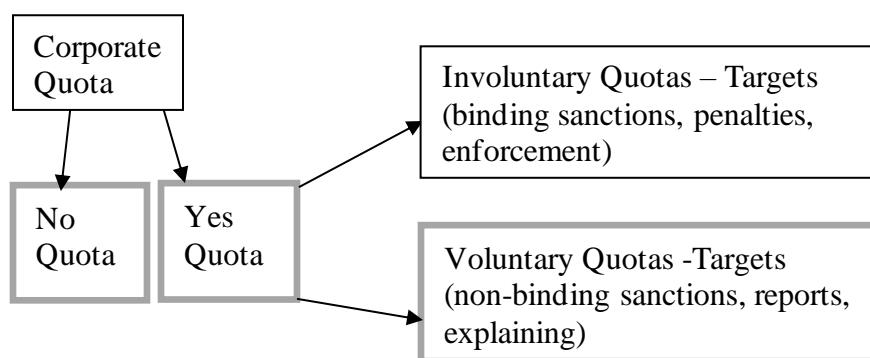 Corporate
Quota
Involuntary Quotas – Targets
(binding sanctions, penalties,
enforcement)
No
Quota
Yes
Quota
Voluntary Quotas -Targets
(non-binding sanctions, reports,
explaining)